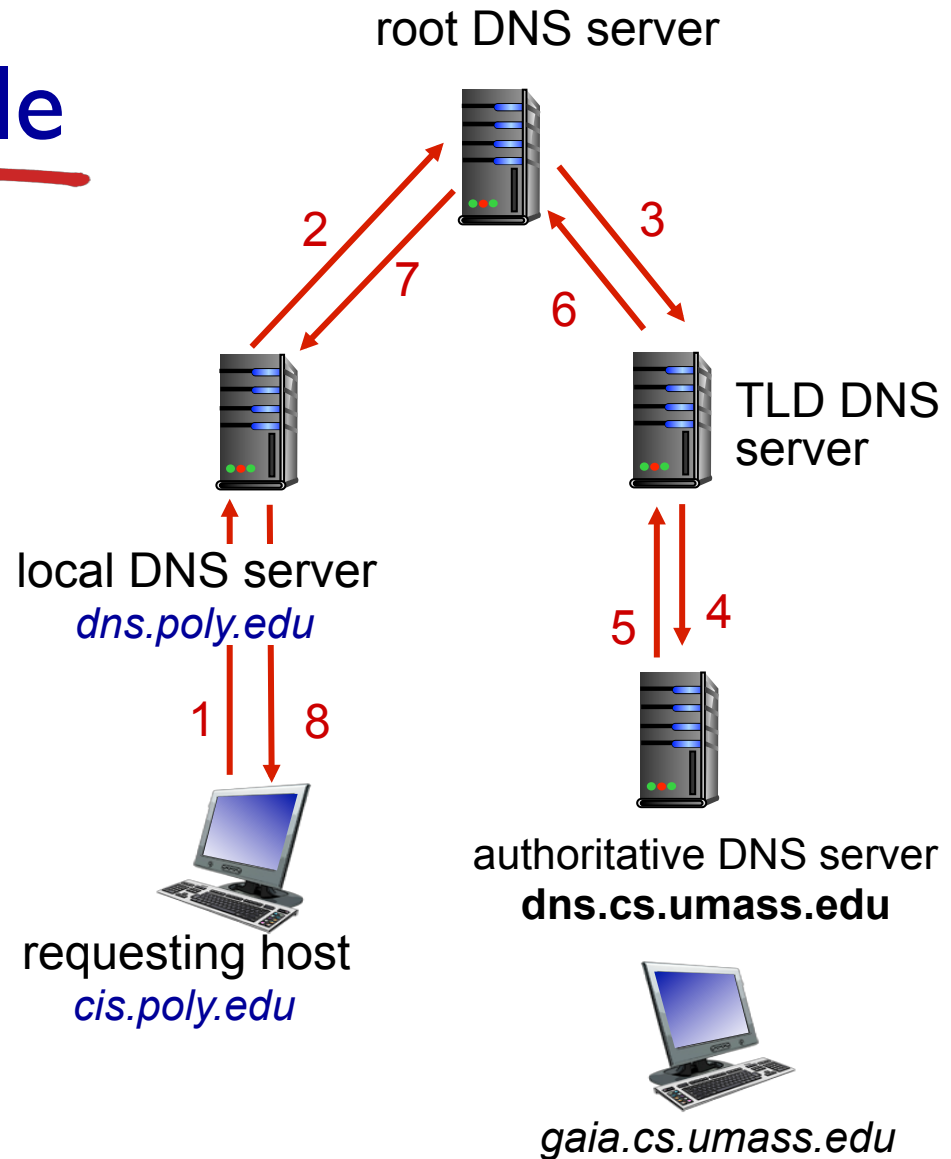 root DNS server
2
3
7
6
TLD DNS
server
local DNS server
dns.poly.edu
5
4
1
8
authoritative DNS server
dns.cs.umass.edu
requesting host
cis.poly.edu
gaia.cs.umass.edu